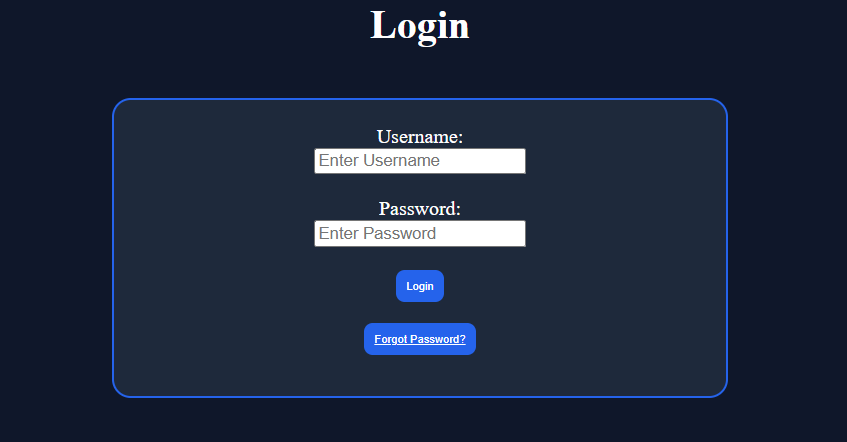 Login
Username:
Enter Username
Password:
Enter Password
Login
Forgot Password?